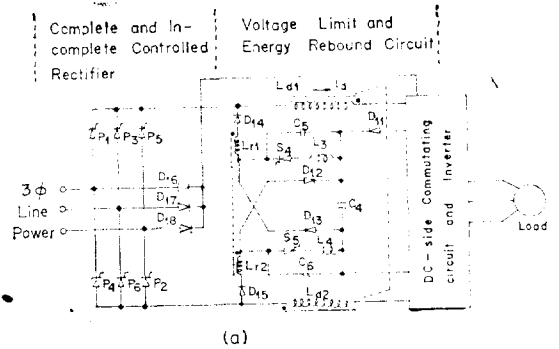 Complete and In-
complete Controlled
Rectifier
Voltage Limit and
Energy Rebound Circuit
Ld1
Id
D11
D14
C5
P1 P3 P5
Lr1
S4
L3
D12
3ϕ
Line
Power
D16
D17
D18
C4
D13
S5
L4
Lr2
C6
P4 P6 P2
D15
Ld2
DC-side Commutating
circuit and Inverter
Load
(a)